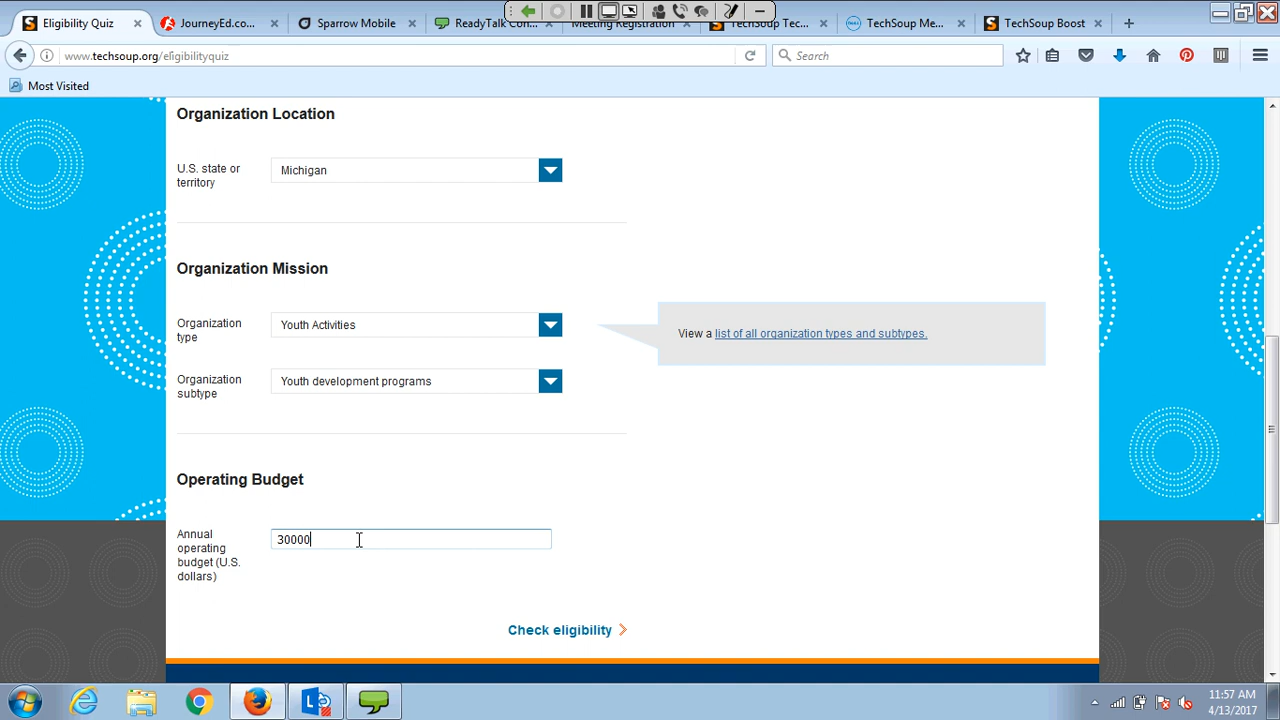 Eligibility Quiz
JourneyEd.co...
Sparrow Mobile
ReadyTalk Con...
Meeting Registration
TechSoup Tec...
TechSoup Me...
TechSoup Boost
www.techsoup.org/eligibilityquiz
Search
Most Visited
Organization Location
U.S. state or
territory
Michigan
Organization Mission
Organization
type
Youth Activities
View a list of all organization types and subtypes.
Organization
subtype
Youth development programs
Operating Budget
Annual
operating
budget (U.S.
dollars)
30000
Check eligibility
11:57 AM
4/13/2017